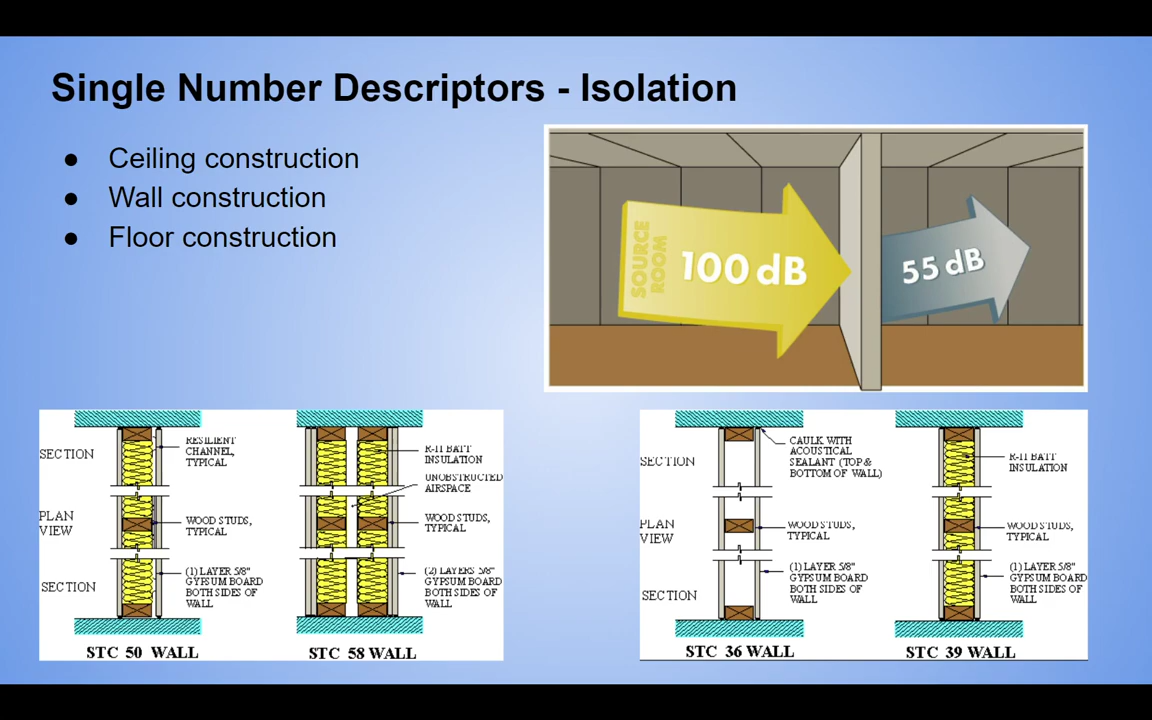 Single Number Descriptors - Isolation
● Ceiling construction
● Wall construction
● Floor construction
SOURCE
ROOM
100 dB
55 dB
SECTION
PLAN
VIEW
SECTION
RESILIENT
CHANNEL,
TYPICAL
WOOD STUDS,
TYPICAL
(1) LAYER 5/8"
GYPSUM BOARD
BOTH SIDES OF
WALL
STC 50 WALL
R-11 BATT
INSULATION
UNOBSTRUCTED
AIRSPACE
WOOD STUDS,
TYPICAL
(2) LAYERS 5/8"
GYPSUM BOARD
BOTH SIDES OF
WALL
STC 58 WALL
SECTION
PLAN
VIEW
SECTION
CAULK WITH
ACOUSTICAL
SEALANT (TOP &
BOTTOM OF WALL)
WOOD STUDS,
TYPICAL
(1) LAYER 5/8"
GYPSUM BOARD
BOTH SIDES OF
WALL
STC 36 WALL
R-11 BATT
INSULATION
WOOD STUDS,
TYPICAL
(1) LAYER 5/8"
GYPSUM BOARD
BOTH SIDES OF
WALL
STC 39 WALL